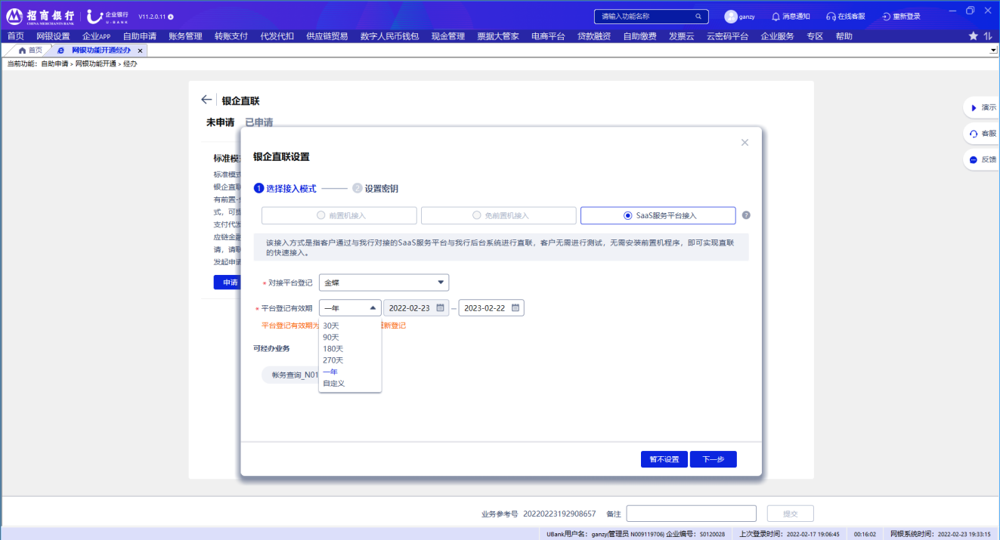 招商银行 CHINA MERCHANTS BANK 企业银行 U-BANK V11.2.0.11 请输入功能名称 ganzy 消息通知 在线客服 重新登录
首页 网银设置 企业APP 自助申请 账务管理 转账支付 代发代扣 供应链贸易 数字人民币钱包 现金管理 票据大管家 电商平台 贷款融资 自助缴费 发票云 云密码平台 企业服务 专区 帮助
首页 网银功能开通经办
当前功能：自助申请 > 网银功能开通 > 经办
银企直联
未申请 已申请
演示
客服
反馈
标准模
标准模式
银企直联
有前置-
式，可提
支付代发
应链金融
请，请联
发起申请
申请
银企直联设置
1 选择接入模式 2 设置密钥
前置机接入 免前置机接入 SaaS服务平台接入 ?
该接入方式是指客户通过与我行对接的SaaS服务平台与我行后台系统进行直联，客户无需进行测试，无需安装前置机程序，即可实现直联
的快速接入。
* 对接平台登记 金蝶
* 平台登记有效期 一年 2022-02-23 – 2023-02-22
平台登记有效期为 新登记
30天
90天
180天
270天
一年
自定义
可经办业务
帐务查询_N01
暂不设置 下一步
业务参考号 20220223192908657 备注 提交
UBank用户名：ganzy(管理员 N009119706) 企业编号：S0120028 上次登录时间：2022-02-17 19:06:45 00:16:02 网银系统时间：2022-02-23 19:33:15